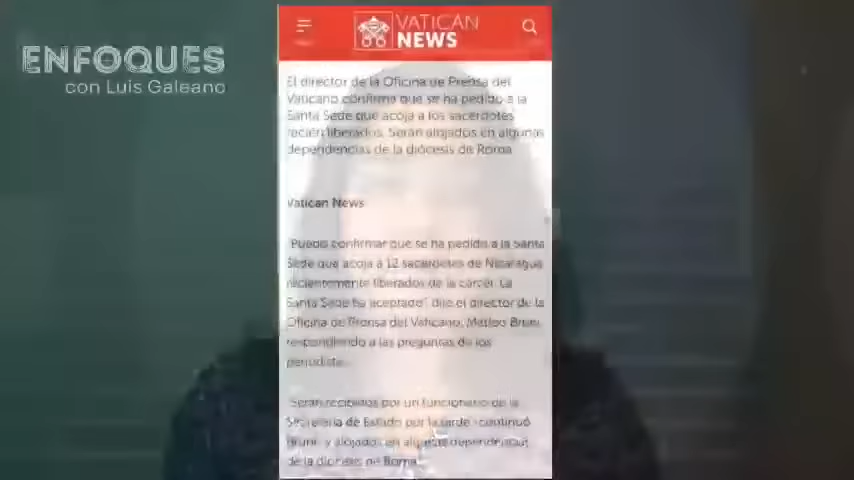 ENFOQUES
con Luis Galeano
VATICAN
NEWS
El director de la Oficina de Prensa del
Vaticano confirma que se ha pedido a la
Santa Sede que acoja a los sacerdotes
recién liberados. Serán alojados en algunas
dependencias de la diócesis de Roma
Vatican News
"Puedo confirmar que se ha pedido a la Santa
Sede que acoja a 12 sacerdotes de Nicaragua
recientemente liberados de la cárcel. La
Santa Sede ha aceptado" dijo el director de la
Oficina de Prensa del Vaticano, Matteo Bruni,
respondiendo a las preguntas de los
periodistas.
"Serán recibidos por un funcionario de la
Secretaría de Estado por la tarde -continuó
Bruni- y alojados en algunas dependencias
de la diócesis de Roma"